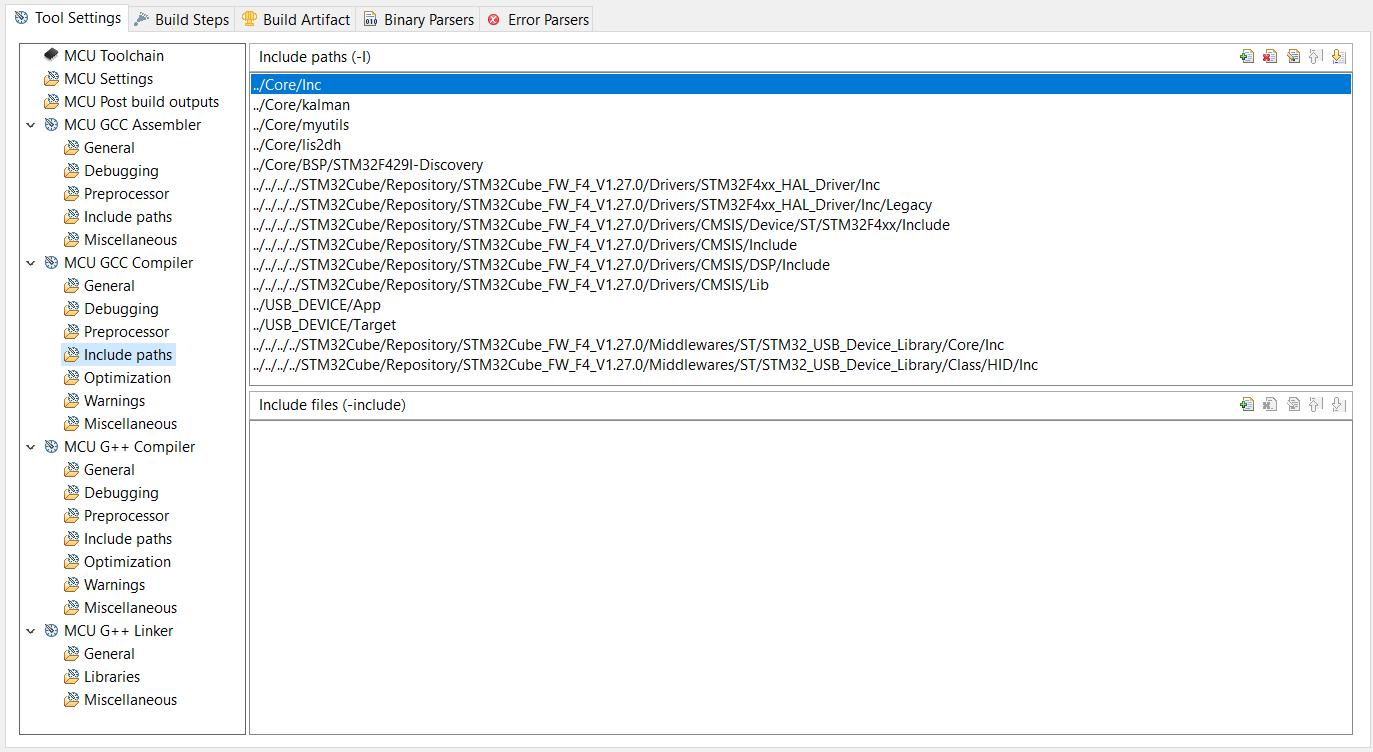 Tool Settings Build Steps Build Artifact Binary Parsers Error Parsers
MCU Toolchain
MCU Settings
MCU Post build outputs
MCU GCC Assembler
General
Debugging
Preprocessor
Include paths
Miscellaneous
MCU GCC Compiler
General
Debugging
Preprocessor
Include paths
Optimization
Warnings
Miscellaneous
MCU G++ Compiler
General
Debugging
Preprocessor
Include paths
Optimization
Warnings
Miscellaneous
MCU G++ Linker
General
Libraries
Miscellaneous
Include paths (-I)
../Core/Inc
../Core/kalman
../Core/myutils
../Core/lis2dh
../Core/BSP/STM32F429I-Discovery
../../../../STM32Cube/Repository/STM32Cube_FW_F4_V1.27.0/Drivers/STM32F4xx_HAL_Driver/Inc
../../../../STM32Cube/Repository/STM32Cube_FW_F4_V1.27.0/Drivers/STM32F4xx_HAL_Driver/Inc/Legacy
../../../../STM32Cube/Repository/STM32Cube_FW_F4_V1.27.0/Drivers/CMSIS/Device/ST/STM32F4xx/Include
../../../../STM32Cube/Repository/STM32Cube_FW_F4_V1.27.0/Drivers/CMSIS/Include
../../../../STM32Cube/Repository/STM32Cube_FW_F4_V1.27.0/Drivers/CMSIS/DSP/Include
../../../../STM32Cube/Repository/STM32Cube_FW_F4_V1.27.0/Drivers/CMSIS/Lib
../USB_DEVICE/App
../USB_DEVICE/Target
../../../../STM32Cube/Repository/STM32Cube_FW_F4_V1.27.0/Middlewares/ST/STM32_USB_Device_Library/Core/Inc
../../../../STM32Cube/Repository/STM32Cube_FW_F4_V1.27.0/Middlewares/ST/STM32_USB_Device_Library/Class/HID/Inc
Include files (-include)